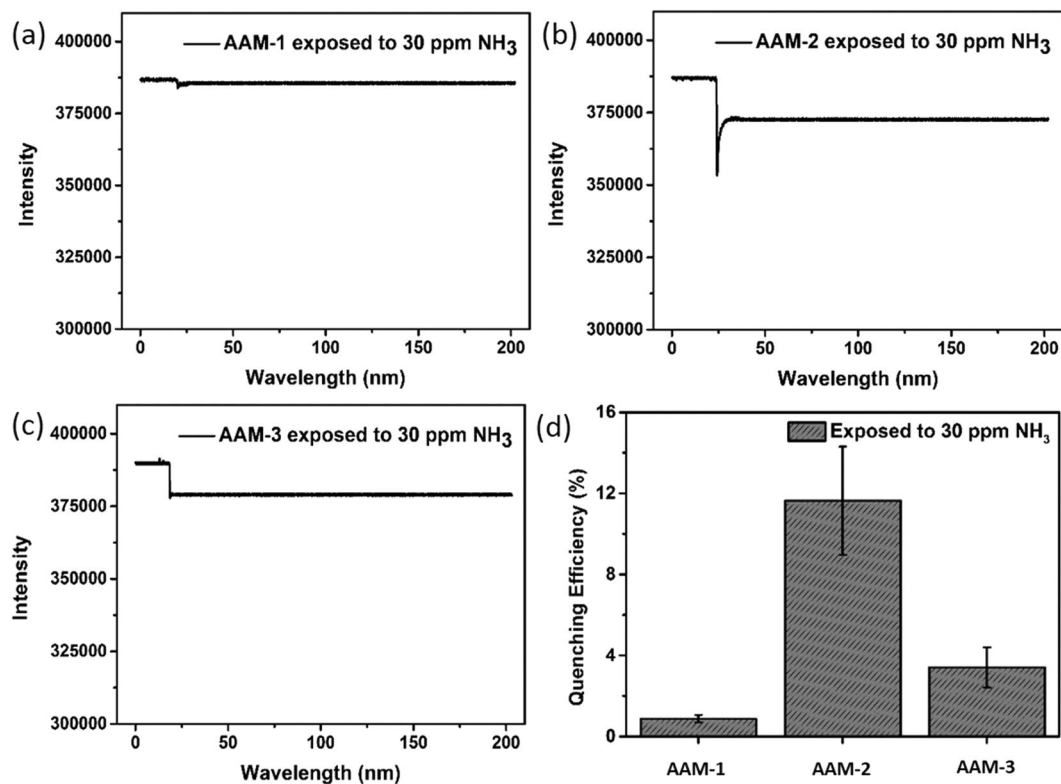 (a)
AAM-1 exposed to 30 ppm NH₃
400000
375000
350000
325000
300000
Intensity
0 50 100 150 200
Wavelength (nm)
(b)
AAM-2 exposed to 30 ppm NH₃
400000
375000
350000
325000
300000
Intensity
0 50 100 150 200
Wavelength (nm)
(c)
AAM-3 exposed to 30 ppm NH₃
400000
375000
350000
325000
300000
Intensity
0 50 100 150 200
Wavelength (nm)
(d)
Exposed to 30 ppm NH₃
16
12
8
4
0
Quenching Efficiency (%)
AAM-1 AAM-2 AAM-3